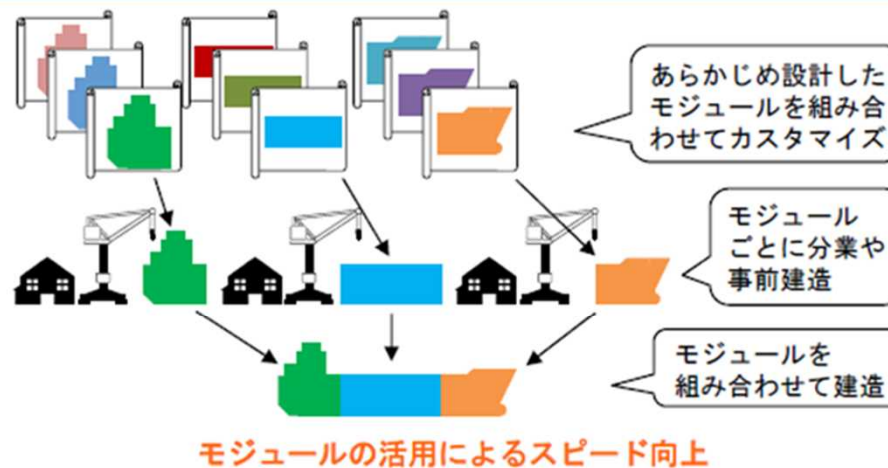 あらかじめ設計した
モジュールを組み合
わせてカスタマイズ
モジュール
ごとに分業や
事前建造
モジュールを
組み合わせて建造
モジュールの活用によるスピード向上